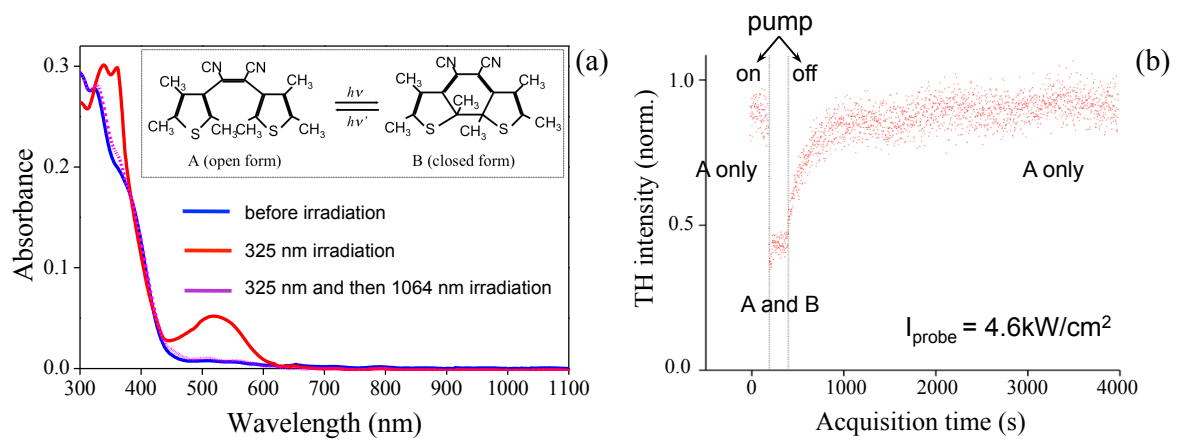 (a)
0.3
0.2
0.1
0.0
Absorbance
300 400 500 600 700 800 900 1000 1100
Wavelength (nm)
CN CN
CH3 CH3
CH3 S CH3 CH3 S CH3
A (open form)
hν
hν'
CN CN
CH3 CH3
CH3
CH3 S CH3 S CH3
B (closed form)
before irradiation
325 nm irradiation
325 nm and then 1064 nm irradiation
pump
on off
(b)
1.0
0.5
1.0
TH intensity (norm.)
A only
A only
A and B
Iprobe = 4.6kW/cm2
0 1000 2000 3000 4000
Acquisition time (s)